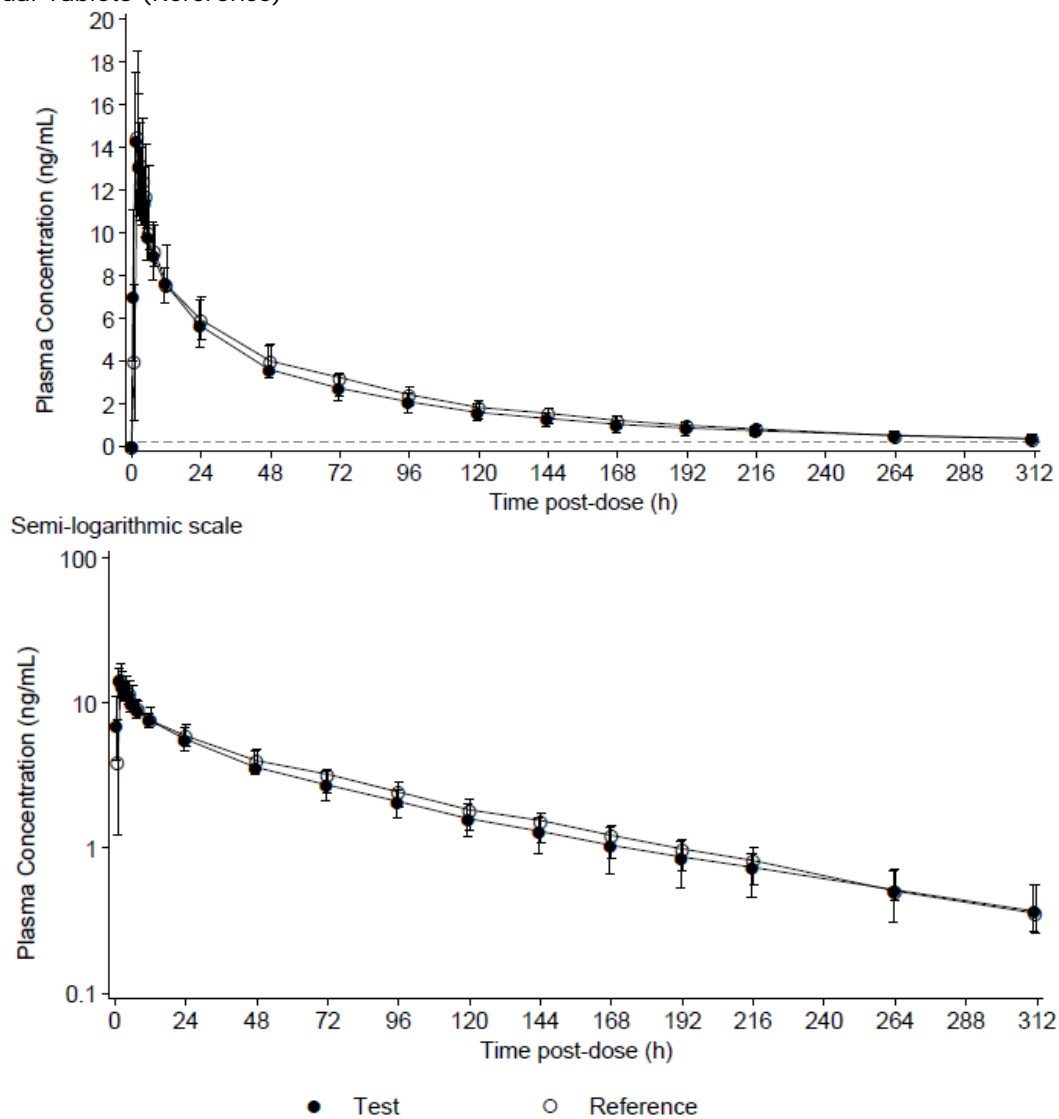 Tablets (Reference)
20
18
16
14
12
10
8
6
4
2
0
Plasma Concentration (ng/mL)
0 24 48 72 96 120 144 168 192 216 240 264 288 312
Time post-dose (h)
Semi-logarithmic scale
100
10
1
0.1
Plasma Concentration (ng/mL)
0 24 48 72 96 120 144 168 192 216 240 264 288 312
Time post-dose (h)
● Test ○ Reference